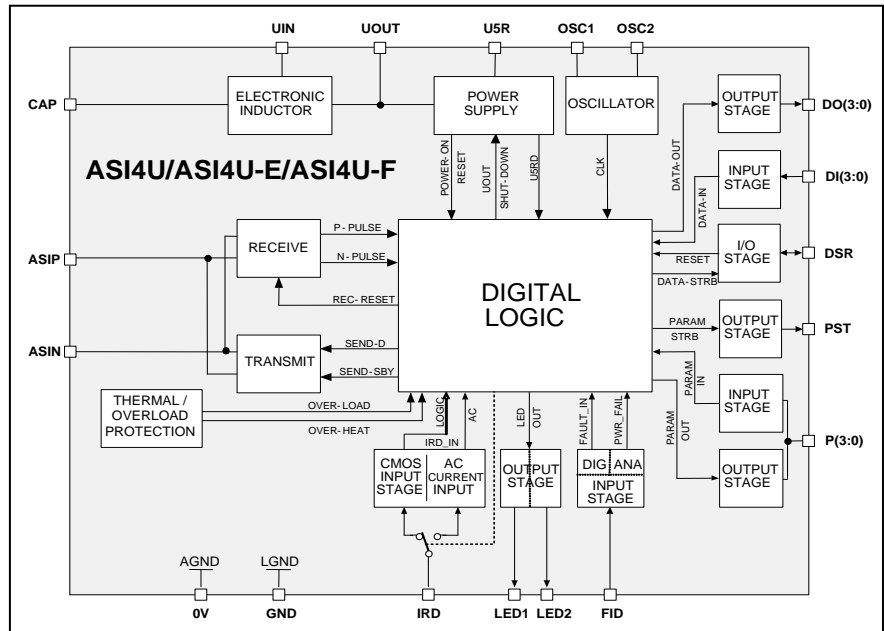 UIN
UOUT
U5R
OSC1
OSC2
CAP
ELECTRONIC
INDUCTOR
POWER
SUPPLY
OSCILLATOR
OUTPUT
STAGE
DO(3:0)
ASI4U/ASI4U-E/ASI4U-F
POWER-ON
RESET
UOUT
SHUT-DOWN
U5RD
CLK
DATA-OUT
DATA-IN
INPUT
STAGE
DI(3:0)
ASIP
RECEIVE
P-PULSE
N-PULSE
REC-RESET
DIGITAL
LOGIC
RESET
DATA-STRB
I/O
STAGE
DSR
ASIN
TRANSMIT
SEND-D
SEND-SBY
PARAM
STRB
OUTPUT
STAGE
PST
PARAM
IN
PARAM
OUT
INPUT
STAGE
P(3:0)
OUTPUT
STAGE
THERMAL /
OVERLOAD
PROTECTION
OVER-LOAD
OVER-HEAT
LOGIC
IRD_IN
AC
LED
OUT
FAULT_IN
PWR_FAIL
CMOS
INPUT
STAGE
AC
CURRENT
INPUT
OUTPUT
STAGE
DIG
ANA
INPUT
STAGE
AGND
LGND
0V
GND
IRD
LED1
LED2
FID